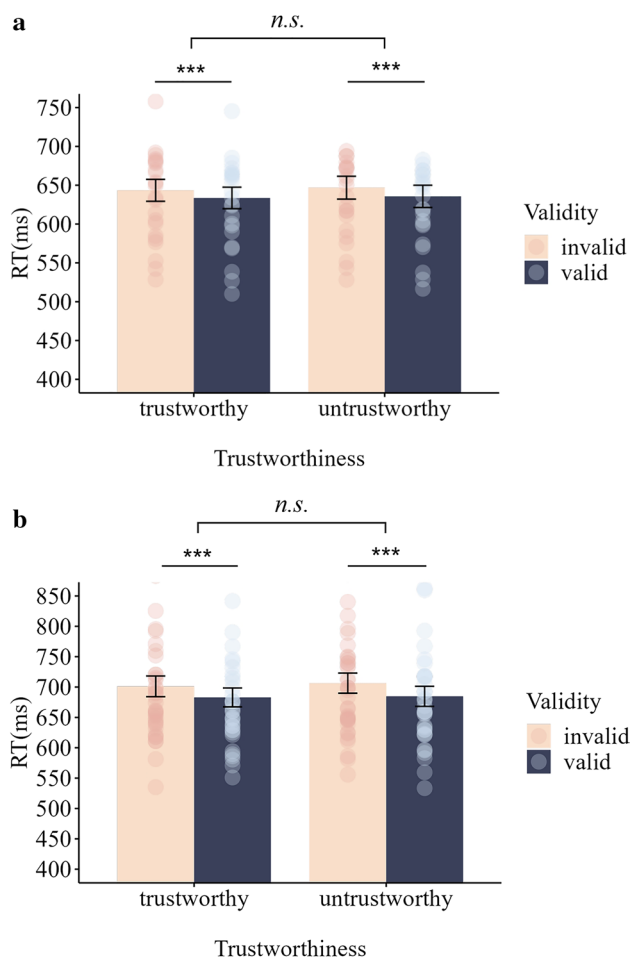 a
n.s.
*** ***
750
700
650
600
550
500
450
400
RT(ms)
trustworthy untrustworthy
Trustworthiness
Validity
invalid
valid
b
n.s.
*** ***
850
800
750
700
650
600
550
500
450
400
RT(ms)
trustworthy untrustworthy
Trustworthiness
Validity
invalid
valid